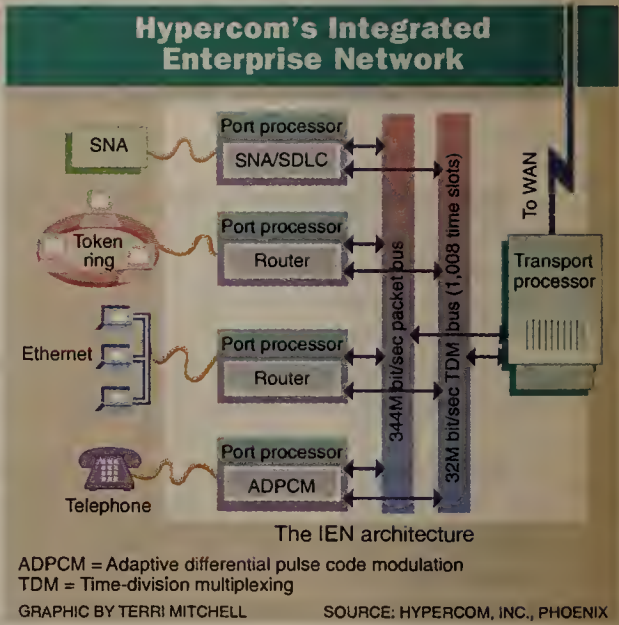 Hypercom's Integrated
Enterprise Network
SNA
Port processor
SNA/SDLC
Token
ring
Port processor
Router
Ethernet
Port processor
Router
Telephone
Port processor
ADPCM
344M bit/sec packet bus
32M bit/sec TDM bus (1,008 time slots)
To WAN
Transport
processor
The IEN architecture
ADPCM = Adaptive differential pulse code modulation
TDM = Time-division multiplexing
GRAPHIC BY TERRI MITCHELL
SOURCE: HYPERCOM, INC., PHOENIX